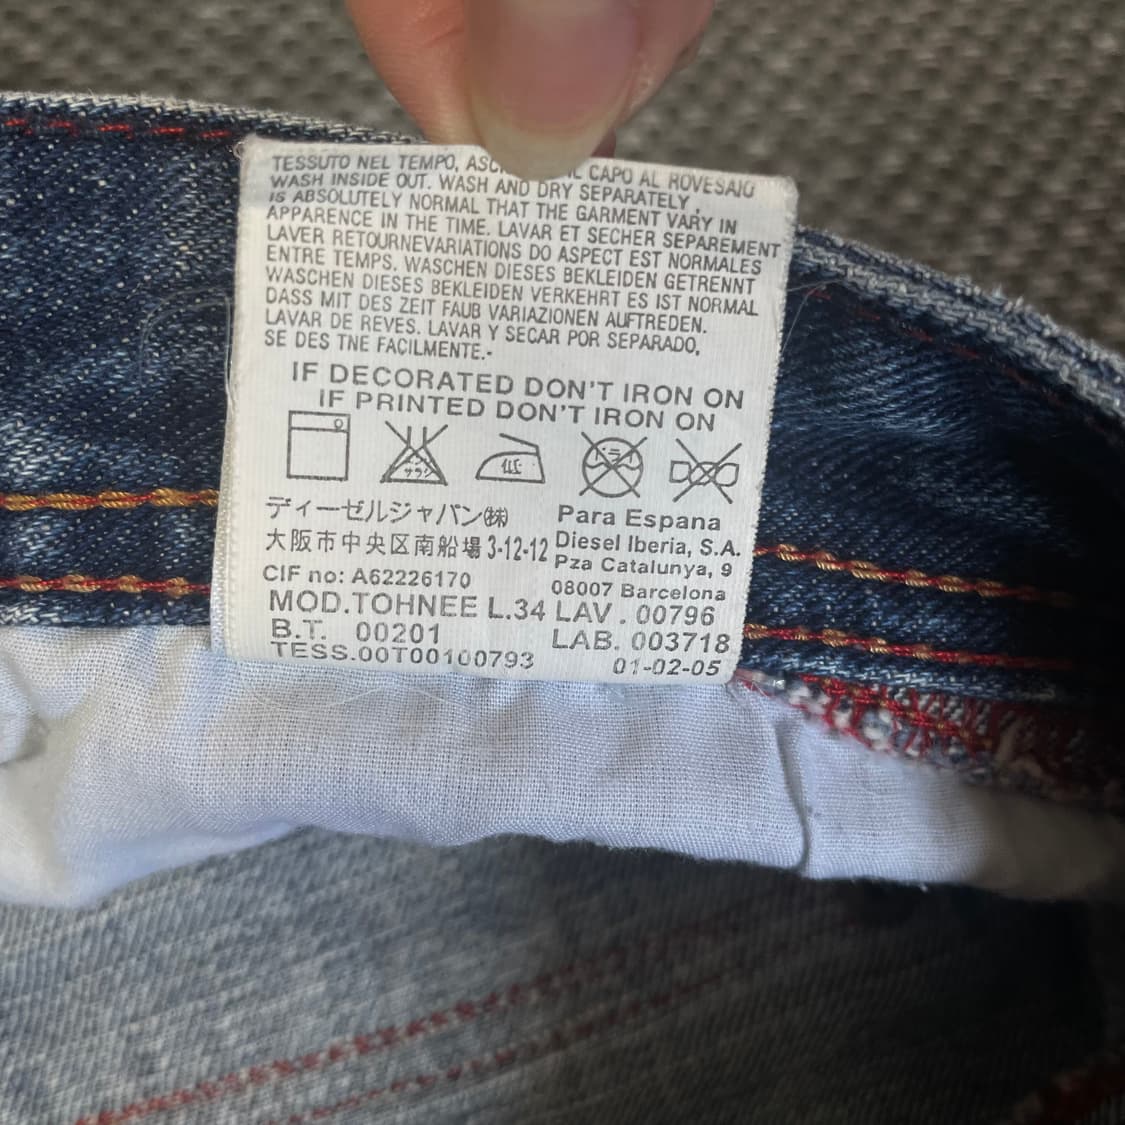 TESSUTO NEL TEMPO, CAPO AL ROVESAIO
WASH INSIDE OUT. WASH AND DRY SEPARATELY,
IS ABSOLUTELY NORMAL THAT THE GARMENT VARY IN
APPARENCE IN THE TIME. LAVAR ET SECHER SEPAREMENT
LAVER RETOURNEVARIATIONS DO ASPECT EST NORMALES
ENTRE TEMPS. WASCHEN DIESES BEKLEIDEN GETRENNT
WASCHEN DIESES BEKLEIDEN VERKEHRT ES IST NORMAL
DASS MIT DES ZEIT FAUB VARIAZIONEN AUFTREDEN.
LAVAR DE REVES. LAVAR Y SECAR POR SEPARADO,
SE DES TNE FACILMENTE.-
IF DECORATED DON'T IRON ON
IF PRINTED DON'T IRON ON
ドライ
ディーゼルジャパン㈱
大阪市中央区南船場 3-12-12
CIF no: A62226170
Para Espana
Diesel Iberia, S.A.
Pza Catalunya, 9
08007 Barcelona
MOD.TOHNEE L.34 LAV . 00796
B.T. 00201 LAB. 003718
TESS.00T00100793 01-02-05